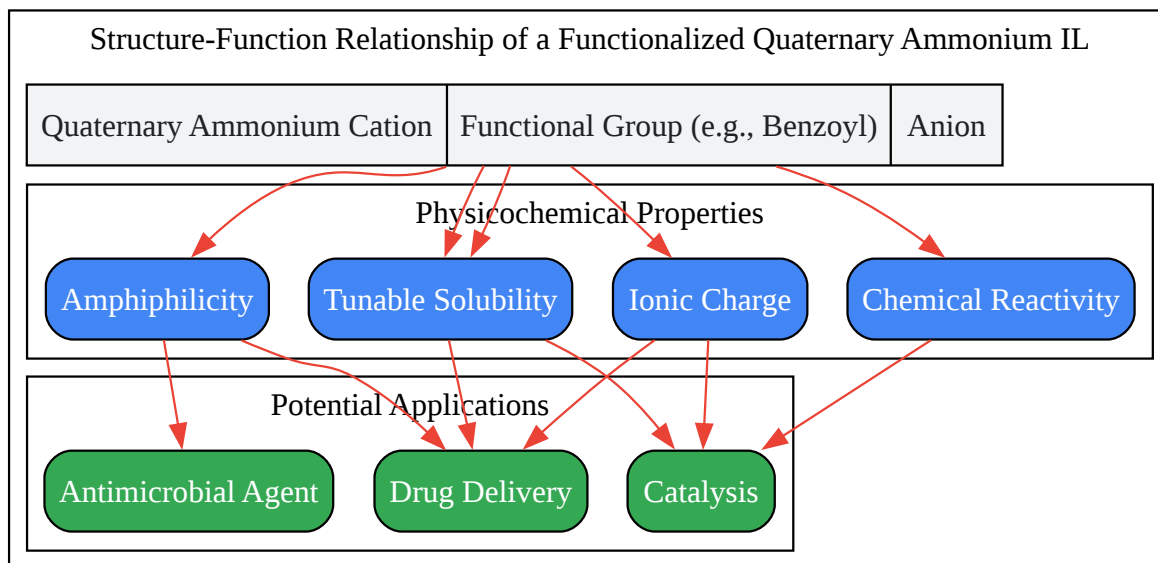 Structure-Function Relationship of a Functionalized Quaternary Ammonium IL
Quaternary Ammonium Cation
Functional Group (e.g., Benzoyl)
Anion
Physicochemical Properties
Amphiphilicity
Tunable Solubility
Ionic Charge
Chemical Reactivity
Potential Applications
Antimicrobial Agent
Drug Delivery
Catalysis